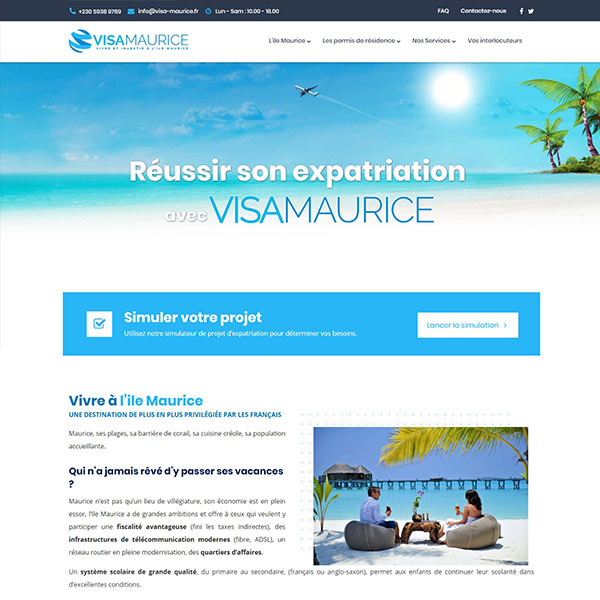 +230 5938 9769 info@visa-maurice.fr Lun - Sam : 10.00 - 18.00 FAQ Contactez-nous
VISAMAURICE
VIVRE ET INVESTIR À L'ILE MAURICE
L'île Maurice Les permis de résidence Nos Services Vos interlocuteurs
Réussir son expatriation
avec VISAMAURICE
Simuler votre projet
Utilisez notre simulateur de projet d'expatriation pour déterminer vos besoins.
Lancer la simulation
Vivre à l'ile Maurice
UNE DESTINATION DE PLUS EN PLUS PRIVILÉGIÉE PAR LES FRANÇAIS
Maurice, ses plages, sa barrière de corail, sa cuisine créole, sa population
accueillante.
Qui n'a jamais rêvé d'y passer ses vacances
?
Maurice n'est pas qu'un lieu de villégiature, son économie est en plein
essor, l'île Maurice a de grandes ambitions et offre à ceux qui veulent y
participer une fiscalité avantageuse (fini les taxes indirectes), des
infrastructures de télécommunication modernes (fibre, ADSL), un
réseau routier en pleine modernisation, des quartiers d'affaires.
Un système scolaire de grande qualité, du primaire au secondaire, (français ou anglo-saxon), permet aux enfants de continuer leur scolarité dans
d'excellentes conditions.